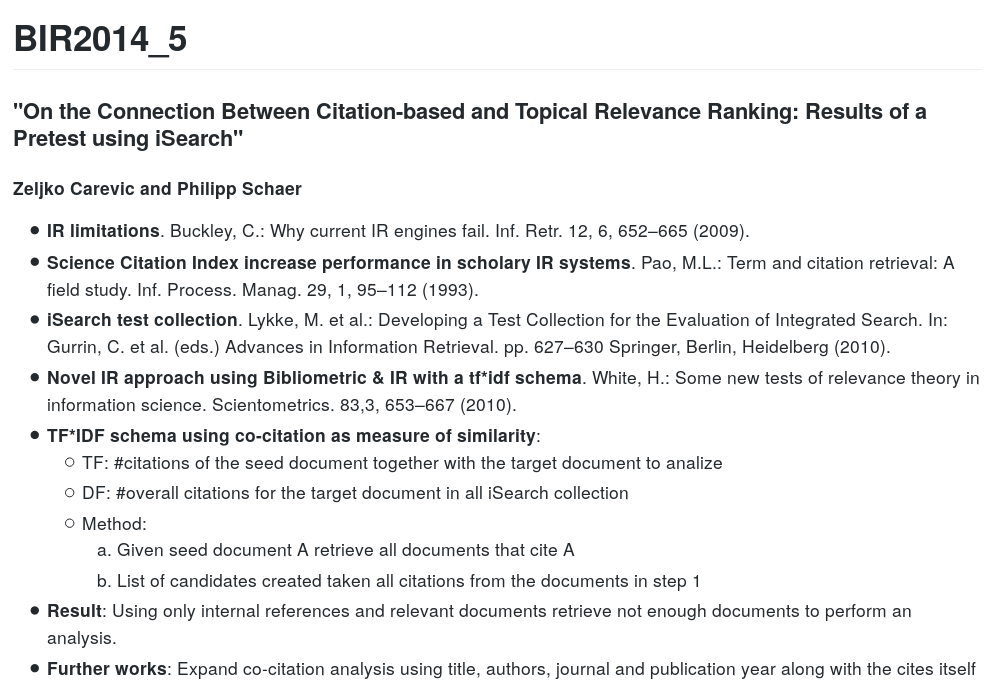 BIR2014_5
"On the Connection Between Citation-based and Topical Relevance Ranking: Results of a
Pretest using iSearch"
Zeljko Carevic and Philipp Schaer
● IR limitations. Buckley, C.: Why current IR engines fail. Inf. Retr. 12, 6, 652–665 (2009).
● Science Citation Index increase performance in scholary IR systems. Pao, M.L.: Term and citation retrieval: A
field study. Inf. Process. Manag. 29, 1, 95–112 (1993).
● iSearch test collection. Lykke, M. et al.: Developing a Test Collection for the Evaluation of Integrated Search. In:
Gurrin, C. et al. (eds.) Advances in Information Retrieval. pp. 627–630 Springer, Berlin, Heidelberg (2010).
● Novel IR approach using Bibliometric & IR with a tf*idf schema. White, H.: Some new tests of relevance theory in
information science. Scientometrics. 83,3, 653–667 (2010).
● TF*IDF schema using co-citation as measure of similarity:
○ TF: #citations of the seed document together with the target document to analize
○ DF: #overall citations for the target document in all iSearch collection
○ Method:
a. Given seed document A retrieve all documents that cite A
b. List of candidates created taken all citations from the documents in step 1
● Result: Using only internal references and relevant documents retrieve not enough documents to perform an
analysis.
● Further works: Expand co-citation analysis using title, authors, journal and publication year along with the cites itself